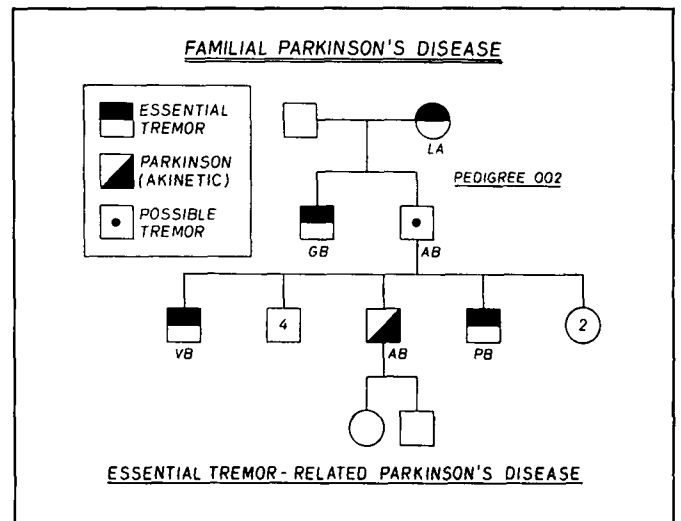 FAMILIAL PARKINSON'S DISEASE
ESSENTIAL
TREMOR
PARKINSON
(AKINETIC)
POSSIBLE
TREMOR
LA
PEDIGREE 002
GB
AB
4
2
VB
AB
PB
ESSENTIAL TREMOR-RELATED PARKINSON'S DISEASE